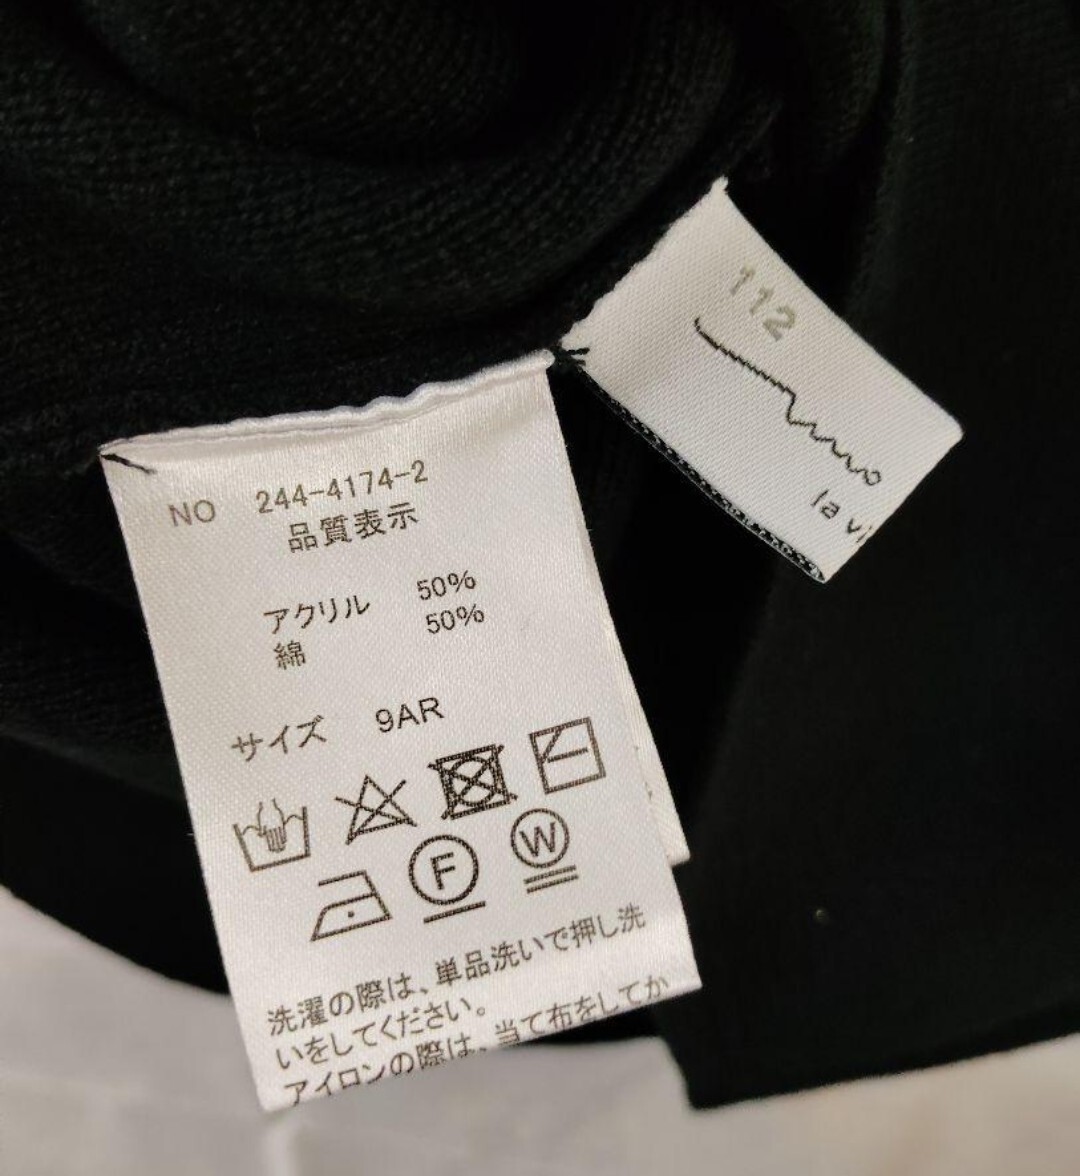 NO 244-4174-2
品質表示
アクリル 50%
綿 50%
サイズ 9AR
F
W
洗濯の際は、単品洗いで押し洗
いをしてください。
アイロンの際は、当て布をしてか
112
la vi